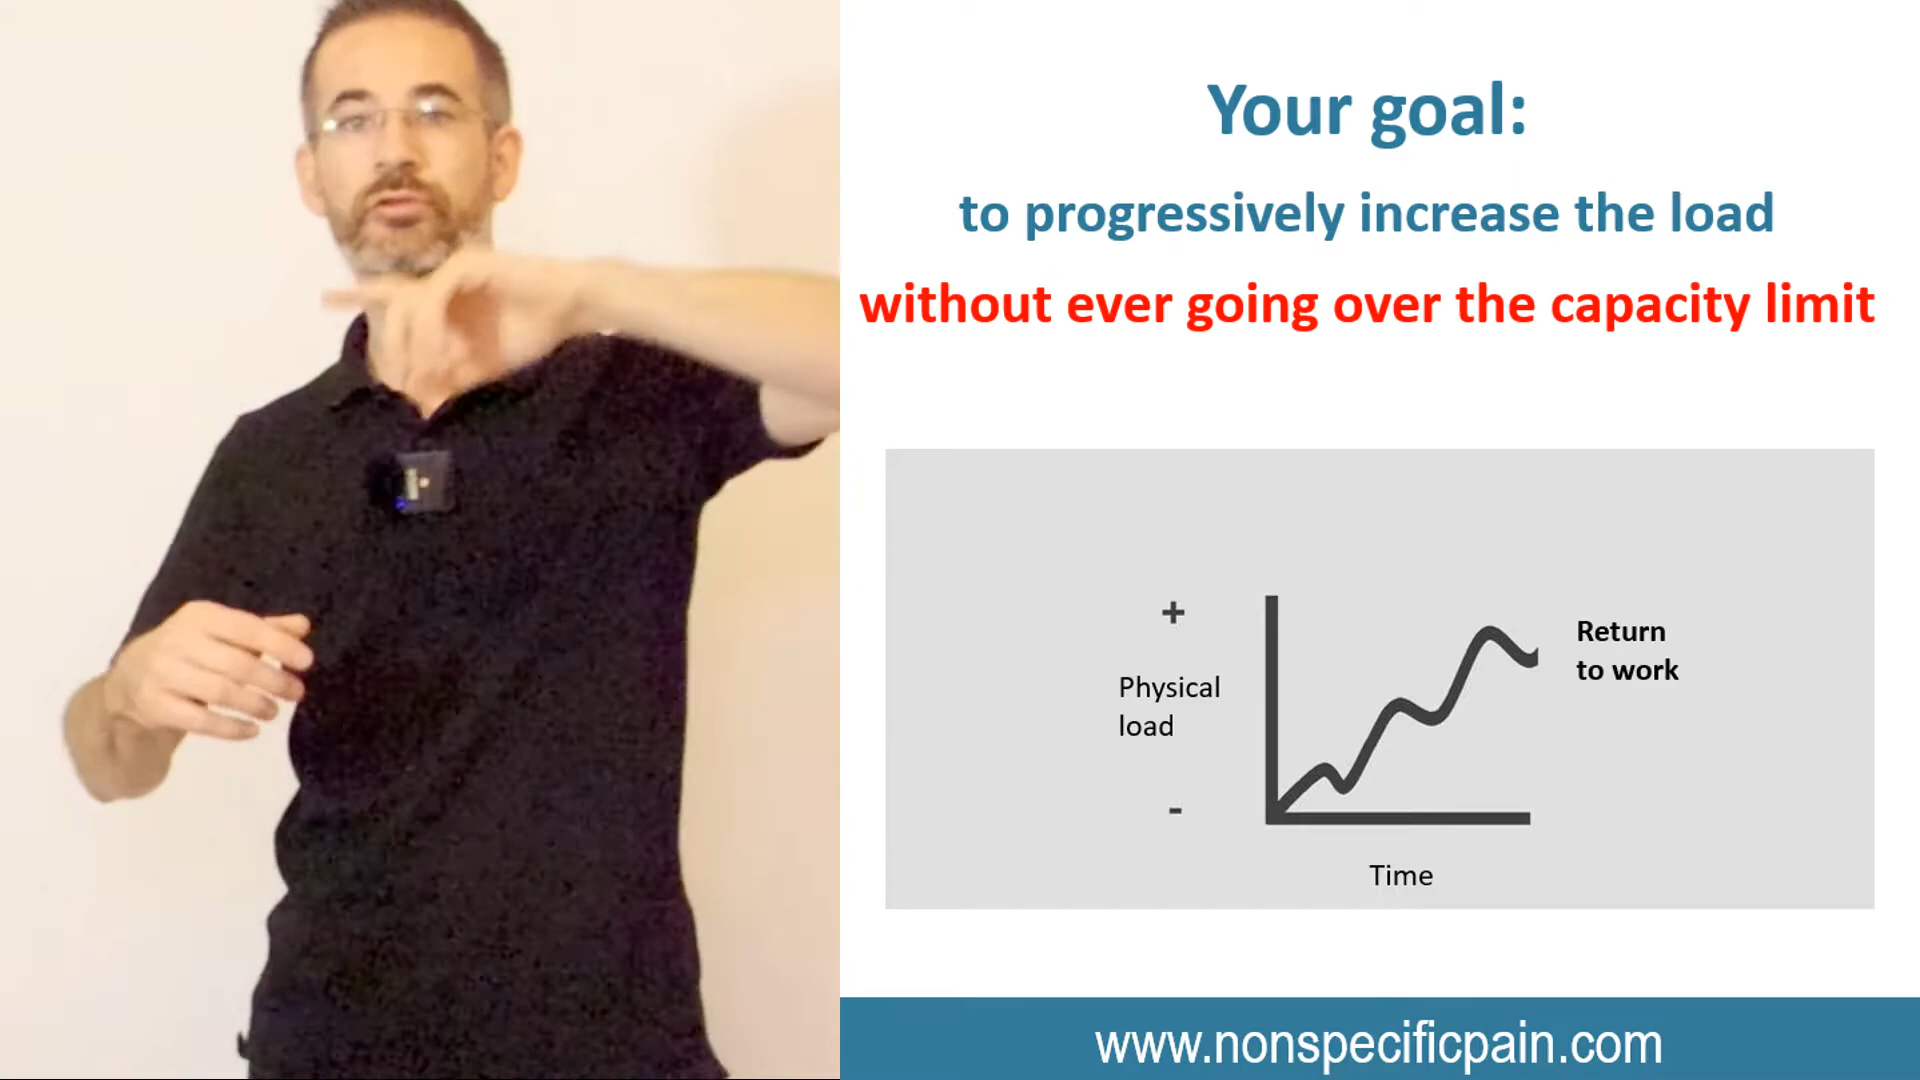 Your goal:
to progressively increase the load
without ever going over the capacity limit
+
Return
to work
Physical
load
-
Time
www.nonspecificpain.com